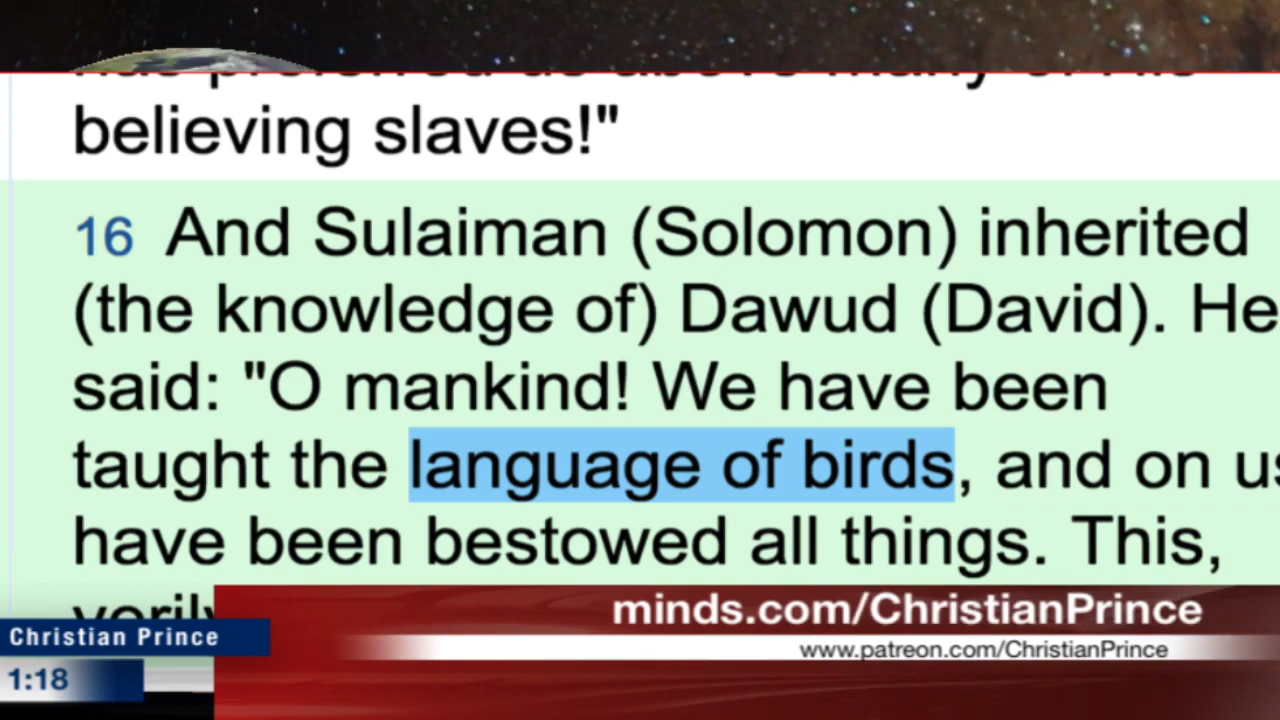 believing slaves!"
16 And Sulaiman (Solomon) inherited
(the knowledge of) Dawud (David). He
said: "O mankind! We have been
taught the language of birds, and on us
have been bestowed all things. This,
minds.com/ChristianPrince
Christian Prince
www.patreon.com/ChristianPrince
1:18